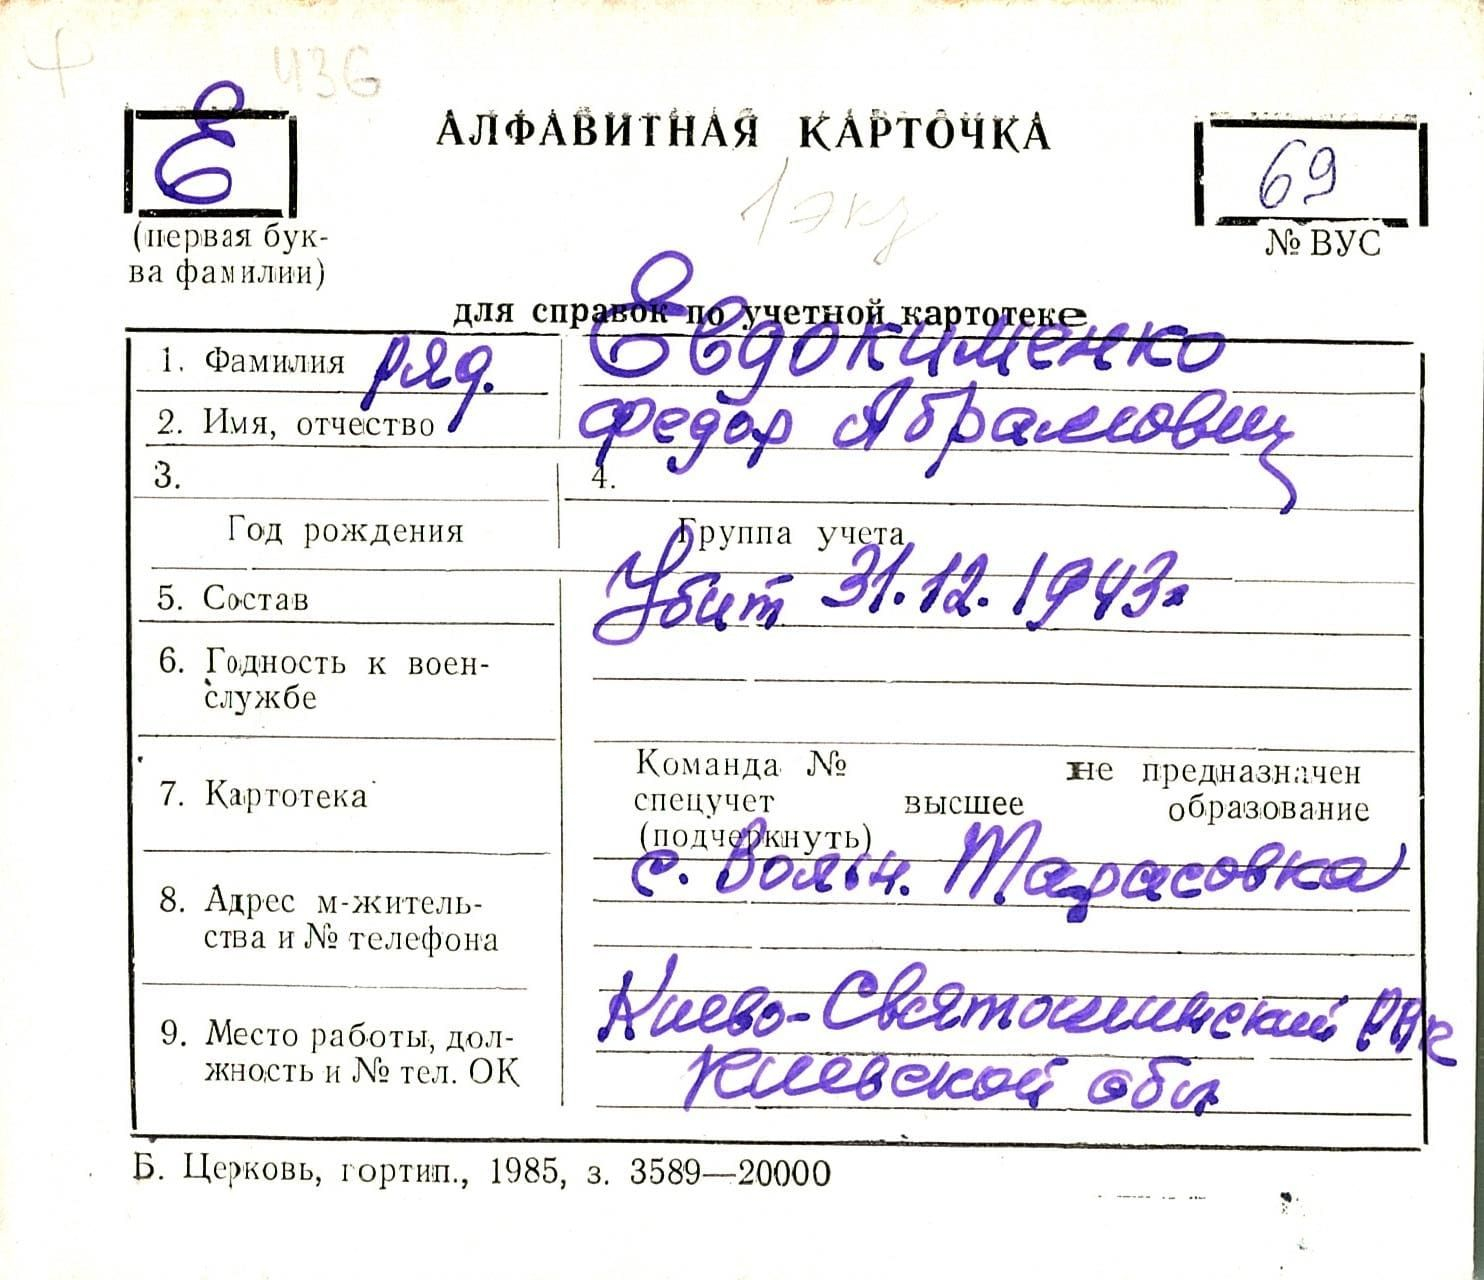 436
Е
АЛФАВИТНАЯ КАРТОЧКА
69
1 экз
(первая бук-
ва фамилии)
№ ВУС
для справок по учетной картотеке
1. Фамилия ряд. Евдокименко
2. Имя, отчество Федор Абрамович
3. 4.
Год рождения Группа учета
5. Состав Убит 31.12.1943г
6. Годность к воен-
службе
7. Картотека
Команда № не предназначен
спецучет высшее образование
(подчеркнуть)
с. Вольн. Тарасовка
8. Адрес м-житель-
ства и № телефона
9. Место работы, дол-
жность и № тел. ОК
Киево-Святошинский РВК
Киевской обл
Б. Церковь, гортип., 1985, з. 3589—20000